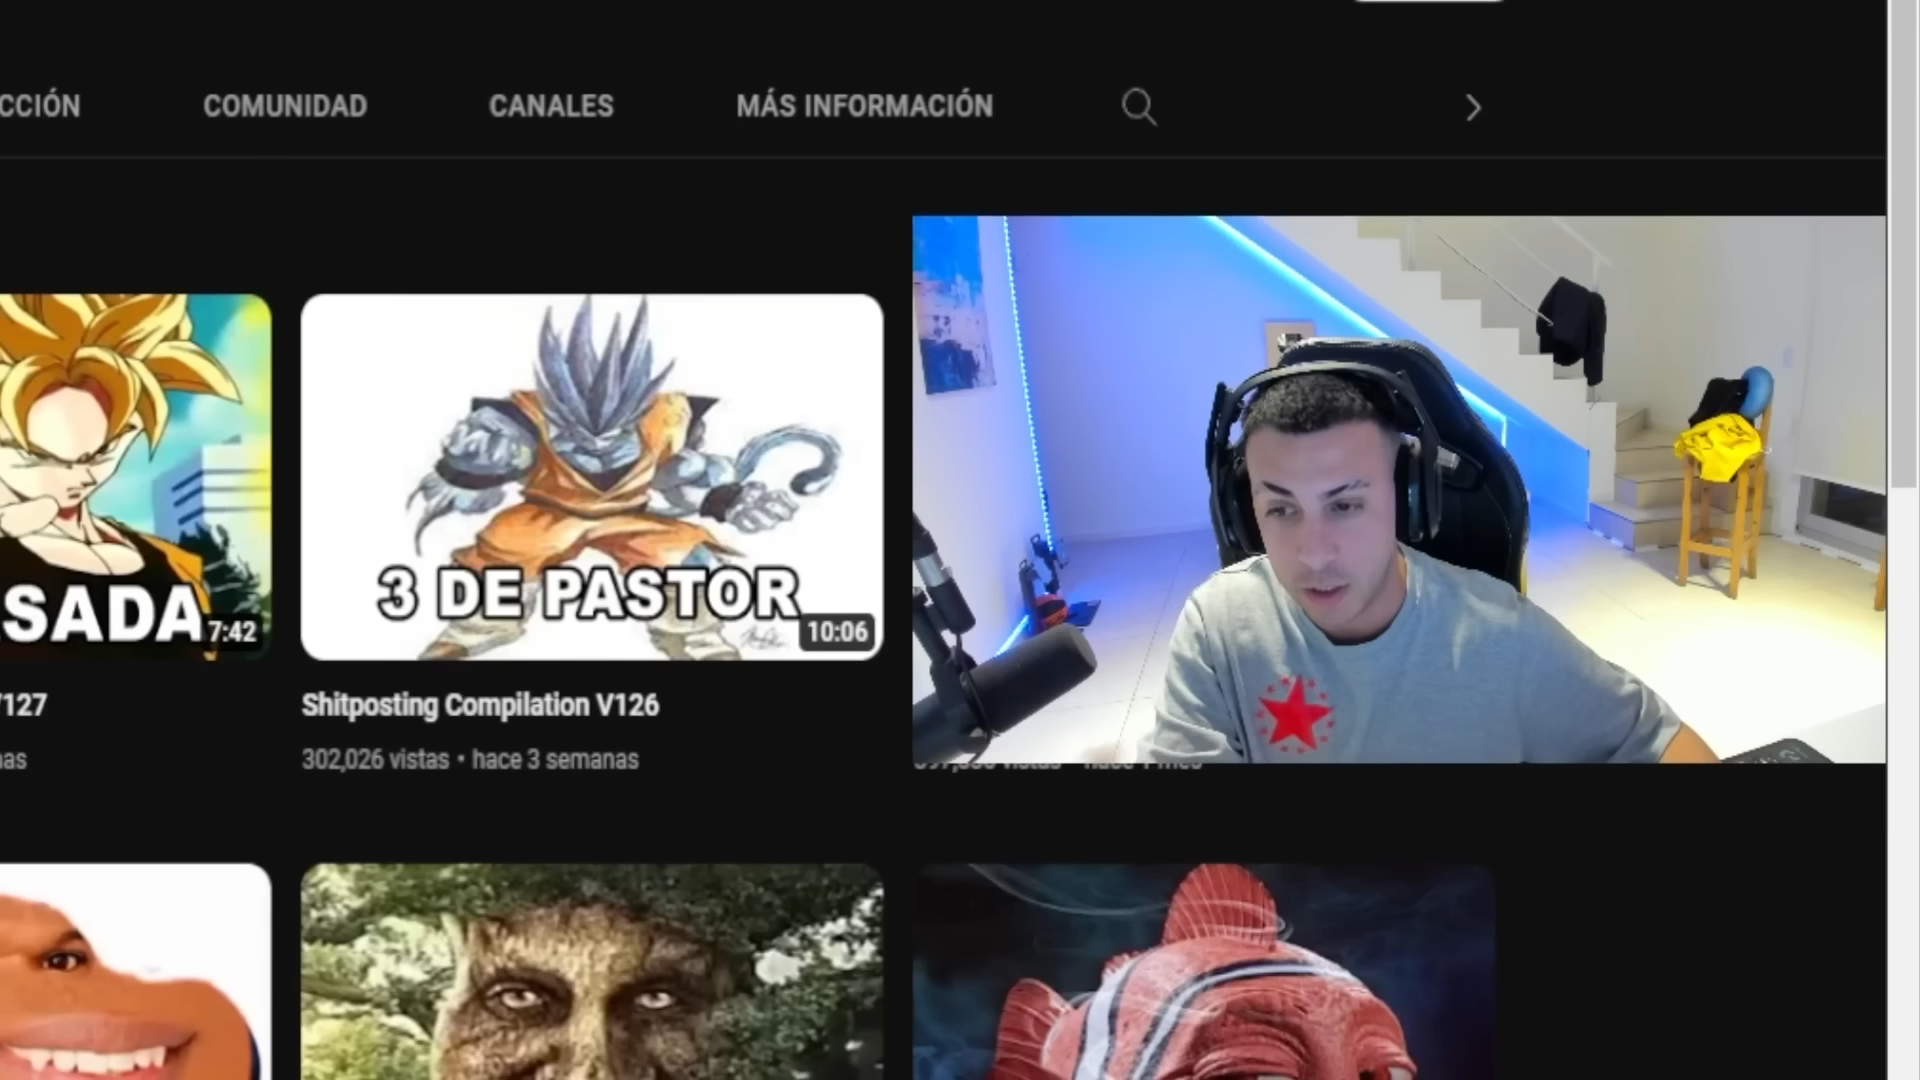 CCIÓN COMUNIDAD CANALES MÁS INFORMACIÓN
SADA
7:42
3 DE PASTOR
10:06
V127
Shitposting Compilation V126
302,026 vistas • hace 3 semanas